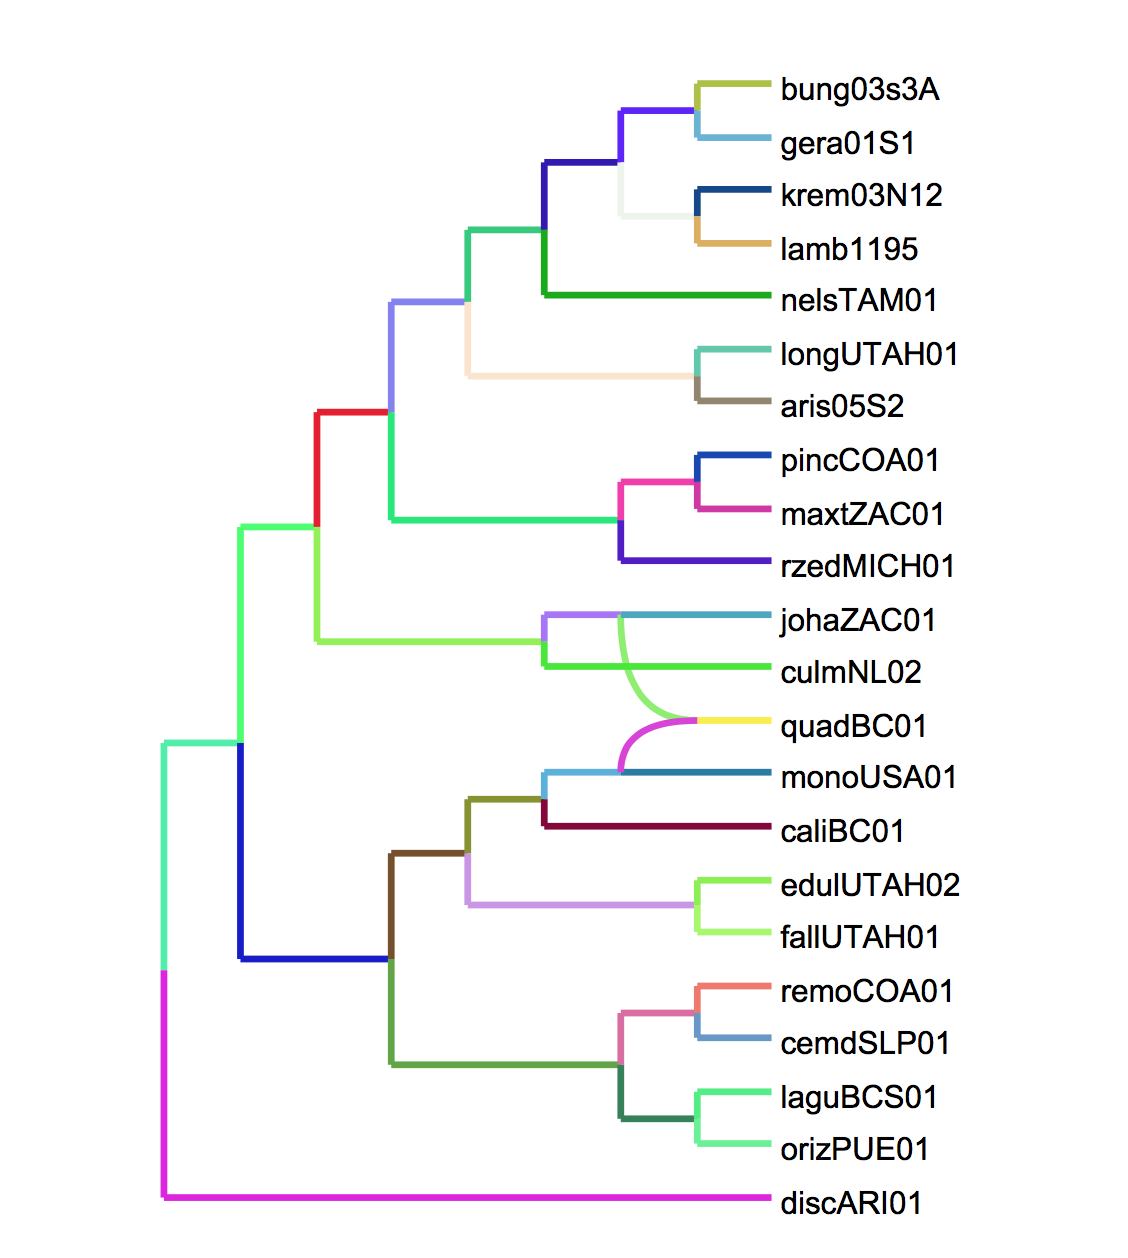 bung03s3A
gera01S1
krem03N12
lamb1195
nelsTAM01
longUTAH01
aris05S2
pincCOA01
maxtZAC01
rzedMICH01
johaZAC01
culmNL02
quadBC01
monoUSA01
caliBC01
edulUTAH02
fallUTAH01
remoCOA01
cemdSLP01
laguBCS01
orizPUE01
discARI01